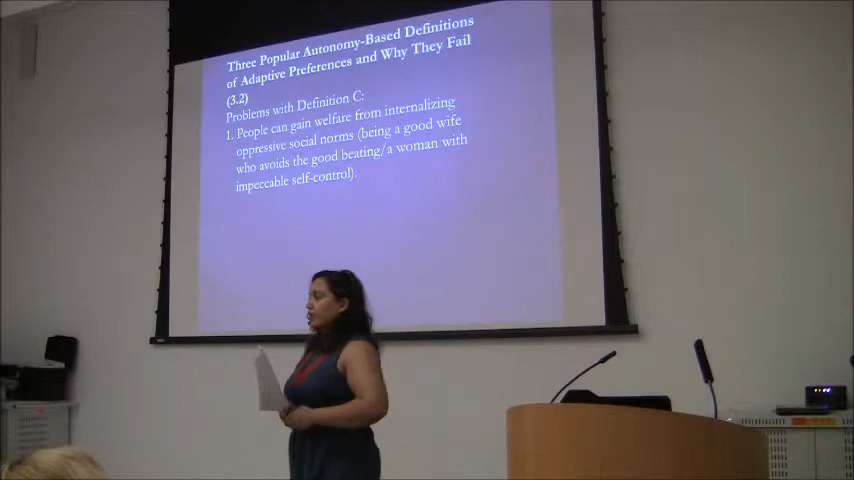 Three Popular Autonomy-Based Definitions
of Adaptive Preferences and Why They Fail
(3.2)
Problems with Definition C:
1. People can gain welfare from internalizing
oppressive social norms (being a good wife
who avoids the good beating/a woman with
impeccable self-control).